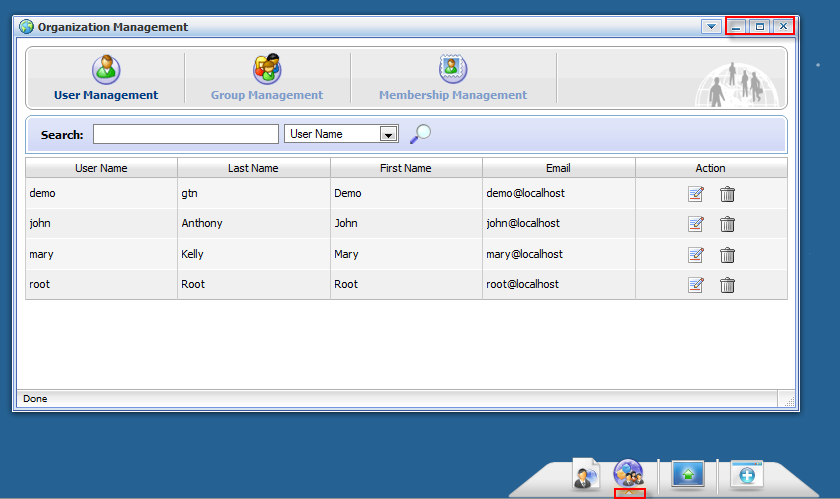 Organization Management
User Management Group Management Membership Management
Search: User Name
User Name Last Name First Name Email Action
demo gtn Demo demo@localhost
john Anthony John john@localhost
mary Kelly Mary mary@localhost
root Root Root root@localhost
Done